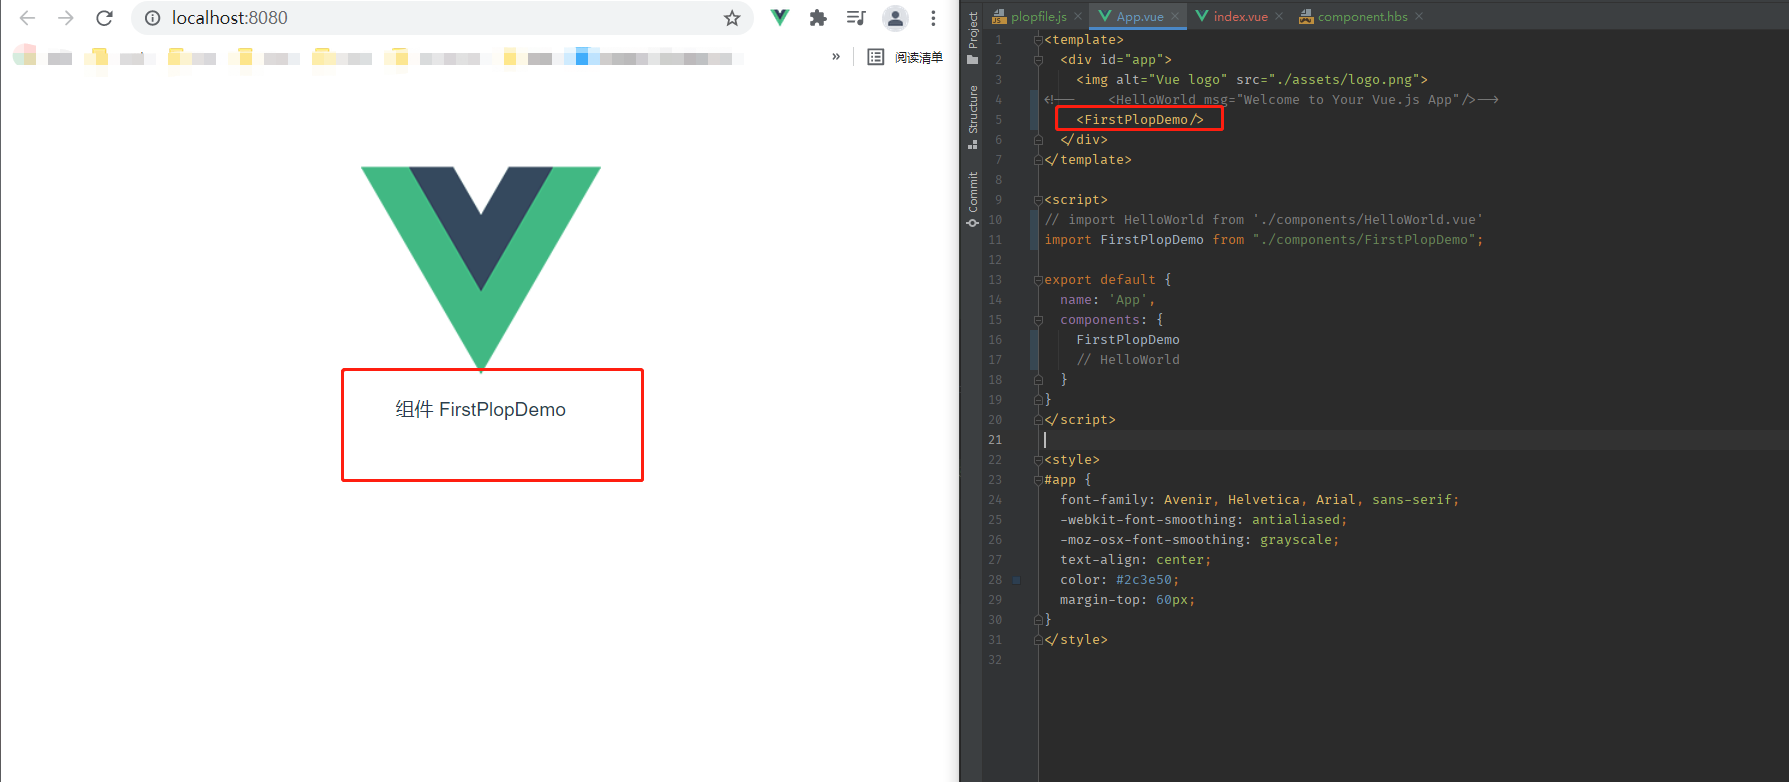 localhost:8080
»
阅读清单
组件 FirstPlopDemo
Project
Structure
Commit
plopfile.js
App.vue
index.vue
component.hbs
1 <template>
2   <div id="app">
3     <img alt="Vue logo" src="./assets/logo.png">
4 <!--    <HelloWorld msg="Welcome to Your Vue.js App"/>-->
5     <FirstPlopDemo/>
6   </div>
7 </template>
8
9 <script>
10 // import HelloWorld from './components/HelloWorld.vue'
11 import FirstPlopDemo from "./components/FirstPlopDemo";
12
13 export default {
14   name: 'App',
15   components: {
16     FirstPlopDemo
17     // HelloWorld
18   }
19 }
20 </script>
21
22 <style>
23 #app {
24   font-family: Avenir, Helvetica, Arial, sans-serif;
25   -webkit-font-smoothing: antialiased;
26   -moz-osx-font-smoothing: grayscale;
27   text-align: center;
28   color: #2c3e50;
29   margin-top: 60px;
30 }
31 </style>
32